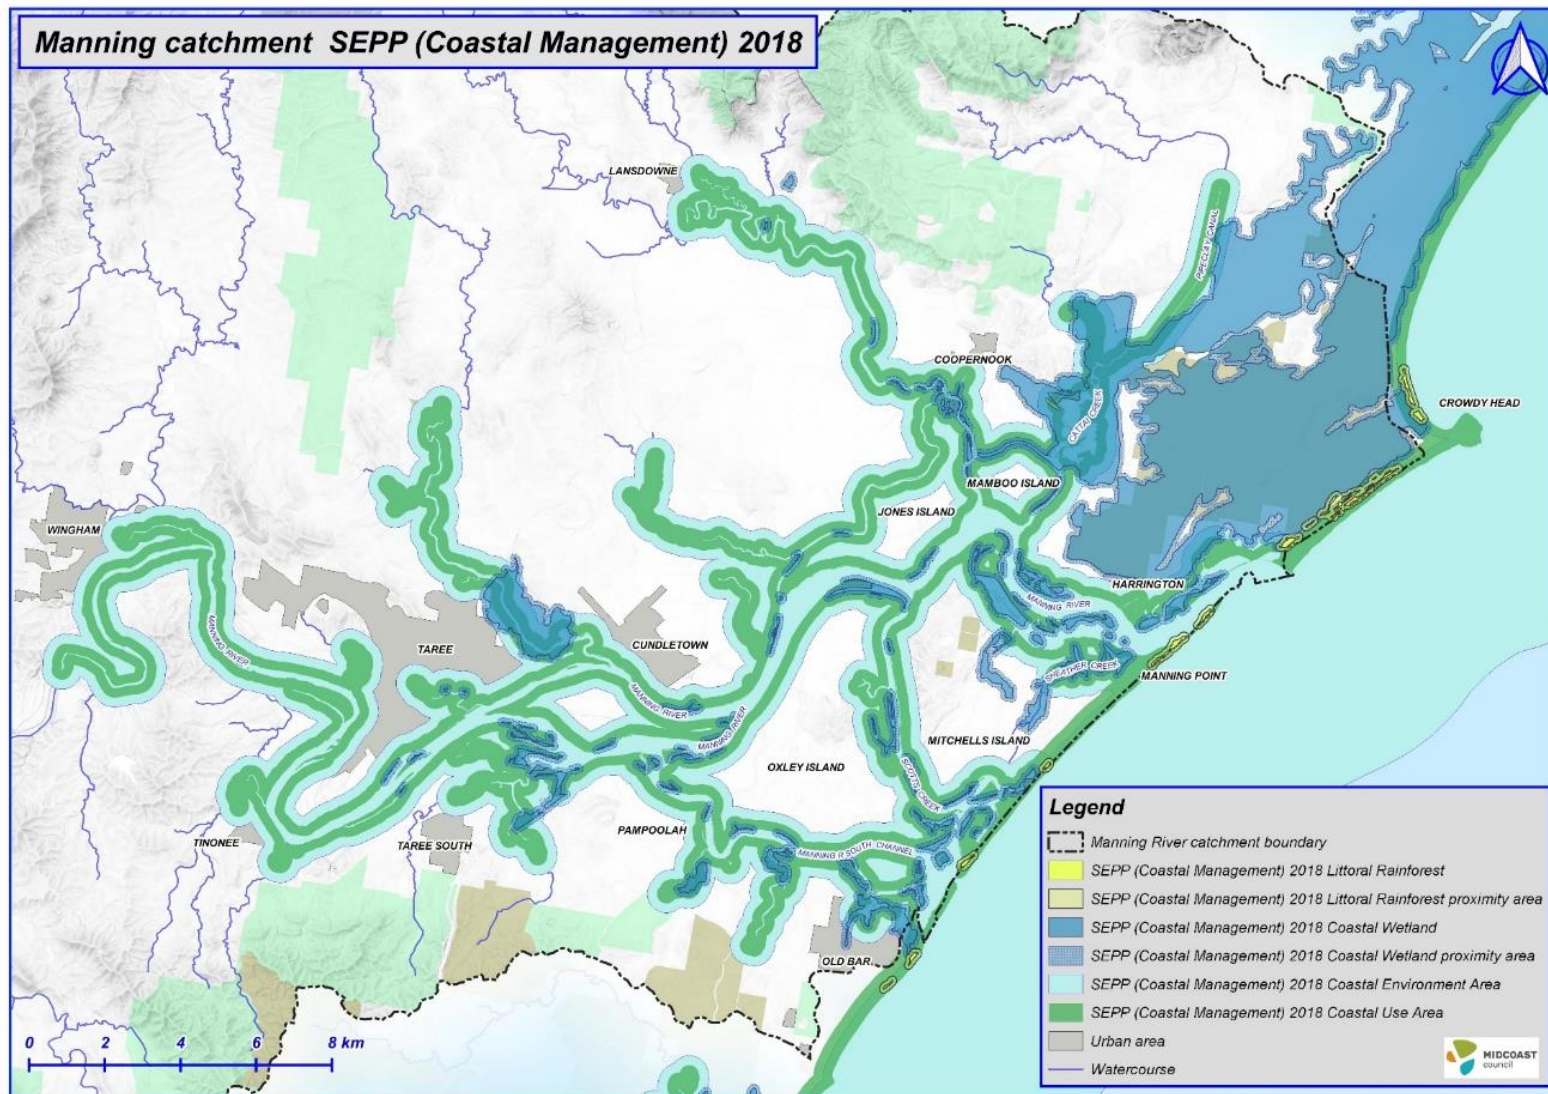 Manning catchment SEPP (Coastal Management) 2018
LANSDOWNE
PIPECLAY CANAL
COOPERNOOK
CROWDY HEAD
CATTAI CREEK
MAMBOO ISLAND
JONES ISLAND
WINGHAM
HARRINGTON
MANNING RIVER
MANNING RIVER
TAREE
CUNDLETOWN
SHEATHER CREEK
MANNING POINT
MANNING RIVER
MANNING RIVER
MITCHELLS ISLAND
OXLEY ISLAND
SCOTTS CREEK
TINONEE
TAREE SOUTH
PAMPOOLAH
MANNING R SOUTH CHANNEL
OLD BAR
Legend
Manning River catchment boundary
SEPP (Coastal Management) 2018 Littoral Rainforest
SEPP (Coastal Management) 2018 Littoral Rainforest proximity area
SEPP (Coastal Management) 2018 Coastal Wetland
SEPP (Coastal Management) 2018 Coastal Wetland proximity area
SEPP (Coastal Management) 2018 Coastal Environment Area
SEPP (Coastal Management) 2018 Coastal Use Area
Urban area
Watercourse
0 2 4 6 8 km
MIDCOAST
council